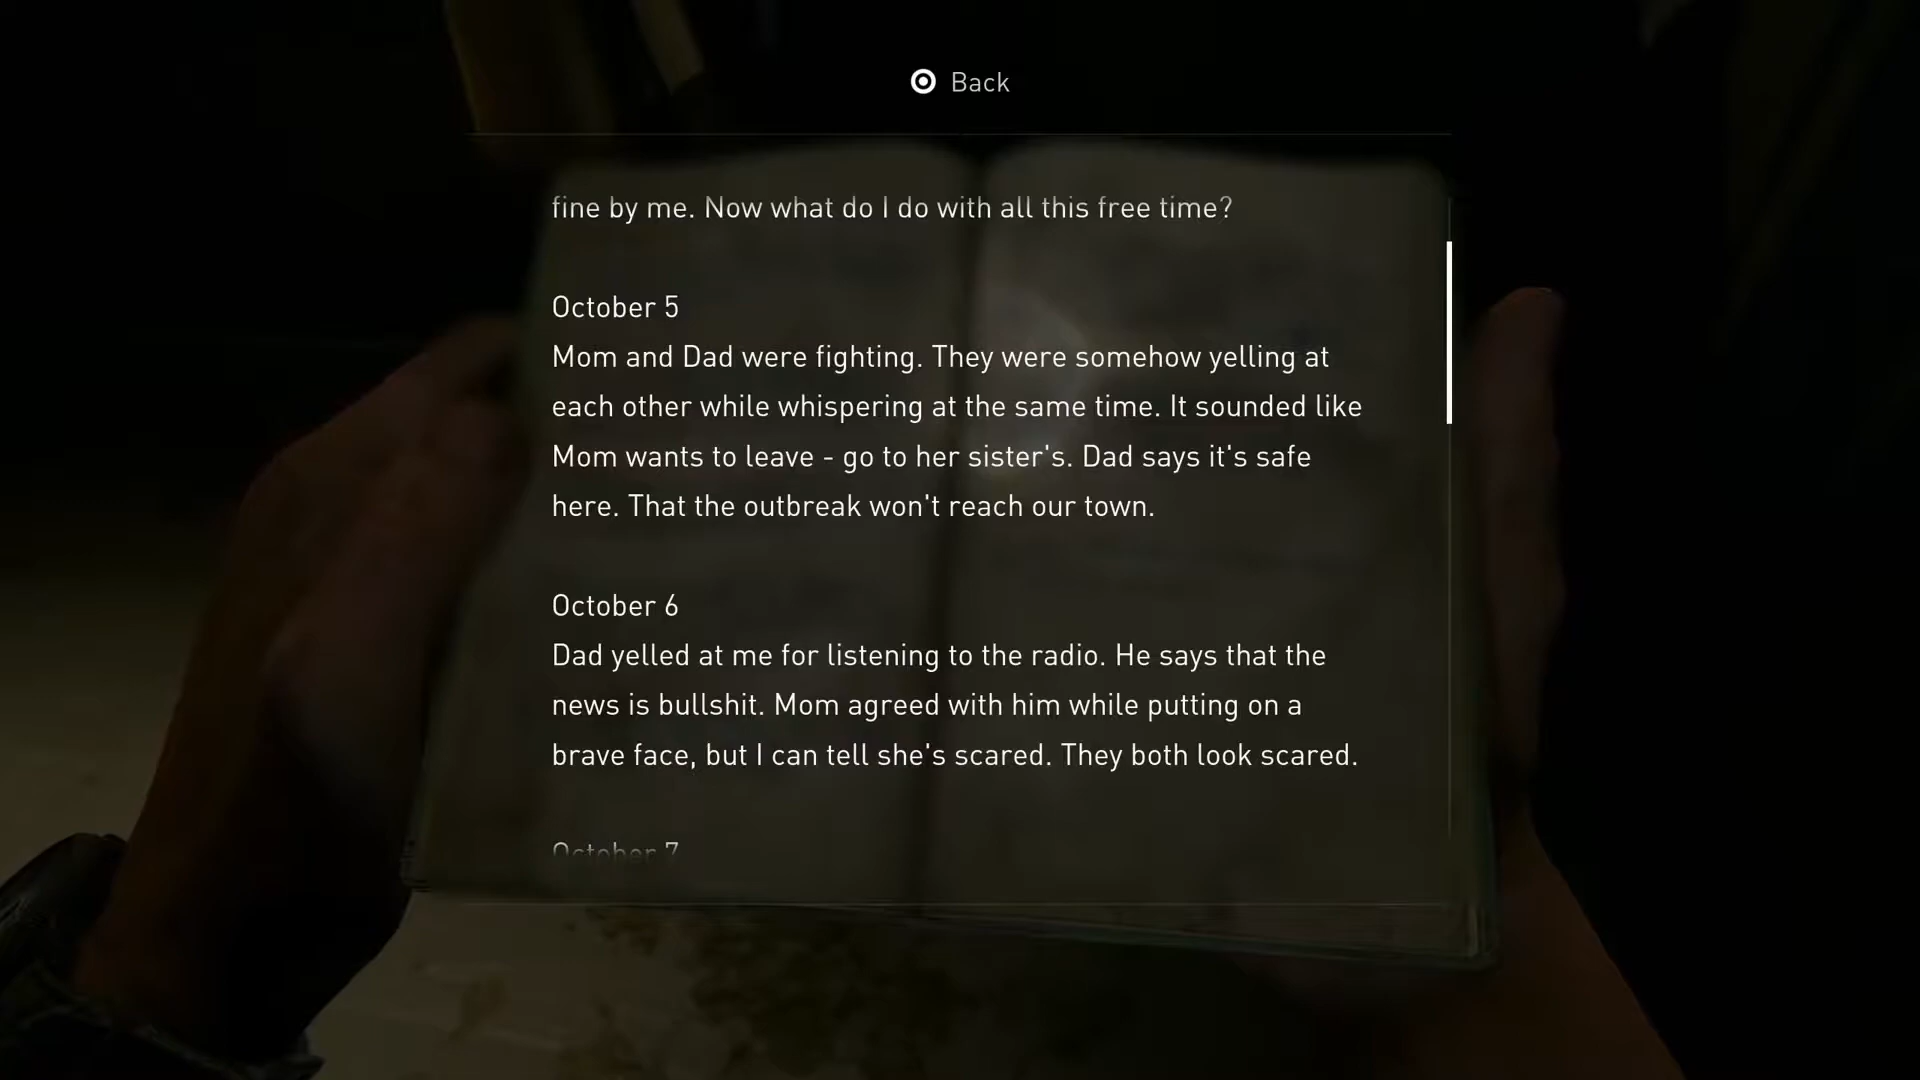 Back
fine by me. Now what do I do with all this free time?
October 5
Mom and Dad were fighting. They were somehow yelling at
each other while whispering at the same time. It sounded like
Mom wants to leave - go to her sister's. Dad says it's safe
here. That the outbreak won't reach our town.
October 6
Dad yelled at me for listening to the radio. He says that the
news is bullshit. Mom agreed with him while putting on a
brave face, but I can tell she's scared. They both look scared.
October 7